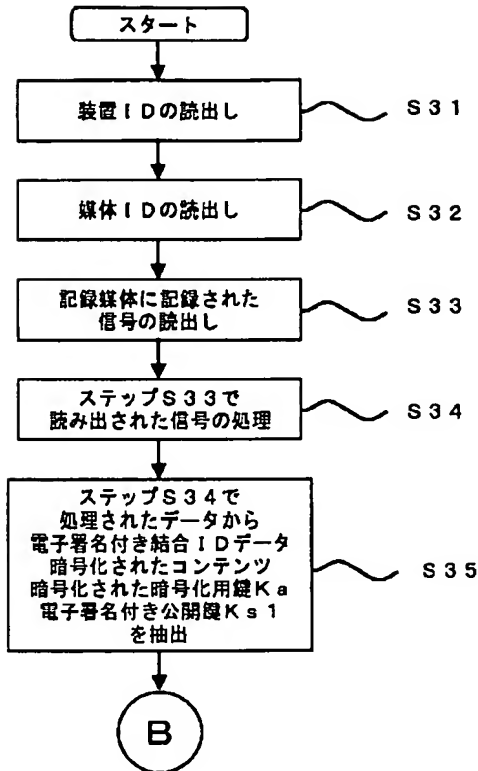 スタート
装置ＩＤの読出し
Ｓ３１
媒体ＩＤの読出し
Ｓ３２
記録媒体に記録された
信号の読出し
Ｓ３３
ステップＳ３３で
読み出された信号の処理
Ｓ３４
ステップＳ３４で
処理されたデータから
電子署名付き結合ＩＤデータ
暗号化されたコンテンツ
暗号化された暗号化用鍵Ｋａ
電子署名付き公開鍵Ｋｓ１
を抽出
Ｓ３５
B